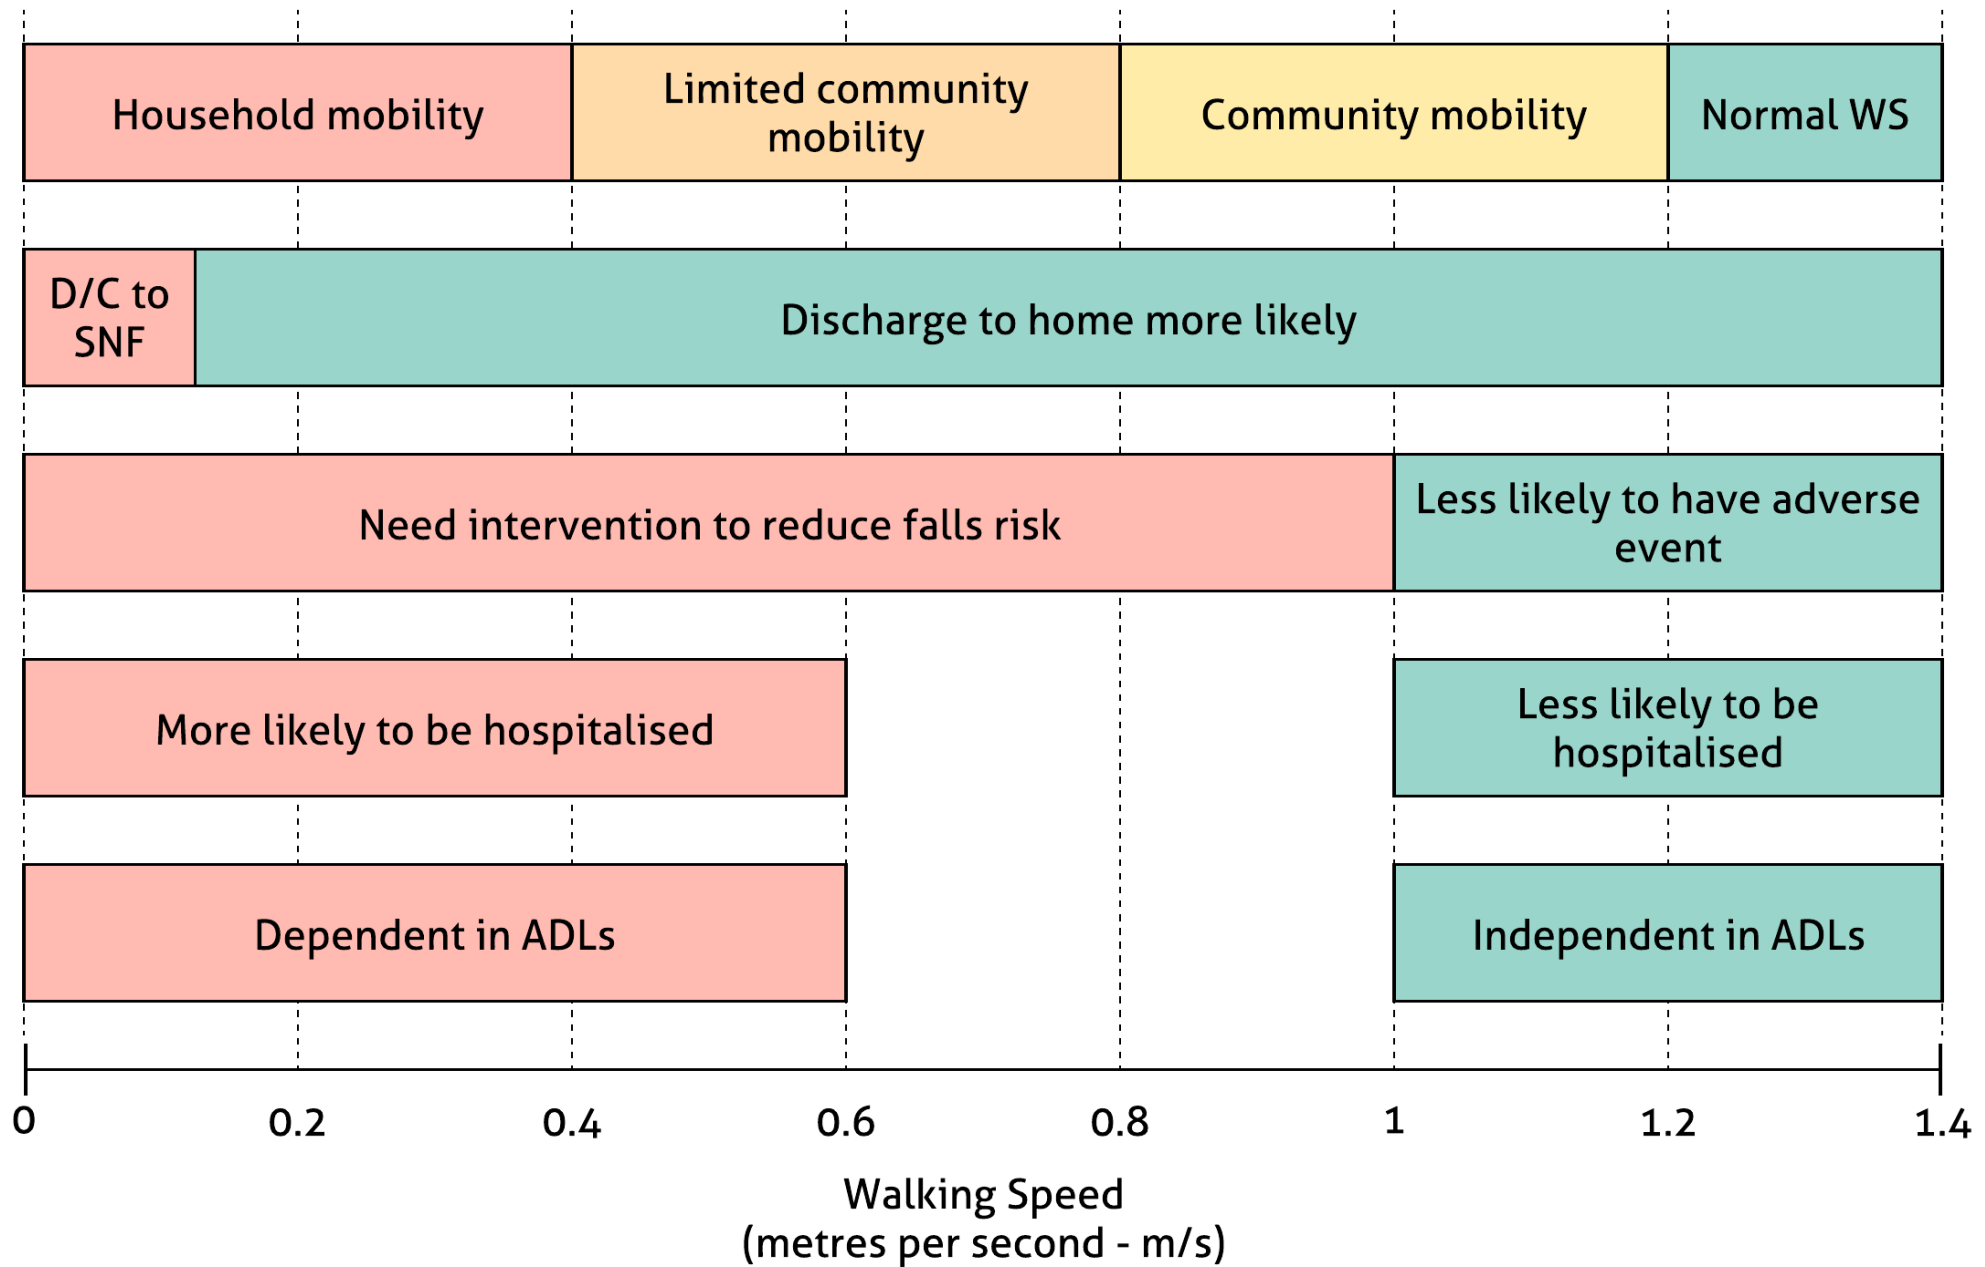 Household mobility
Limited community
mobility
Community mobility
Normal WS
D/C to
SNF
Discharge to home more likely
Need intervention to reduce falls risk
Less likely to have adverse
event
More likely to be hospitalised
Less likely to be
hospitalised
Dependent in ADLs
Independent in ADLs
0 0.2 0.4 0.6 0.8 1 1.2 1.4
Walking Speed
(metres per second - m/s)